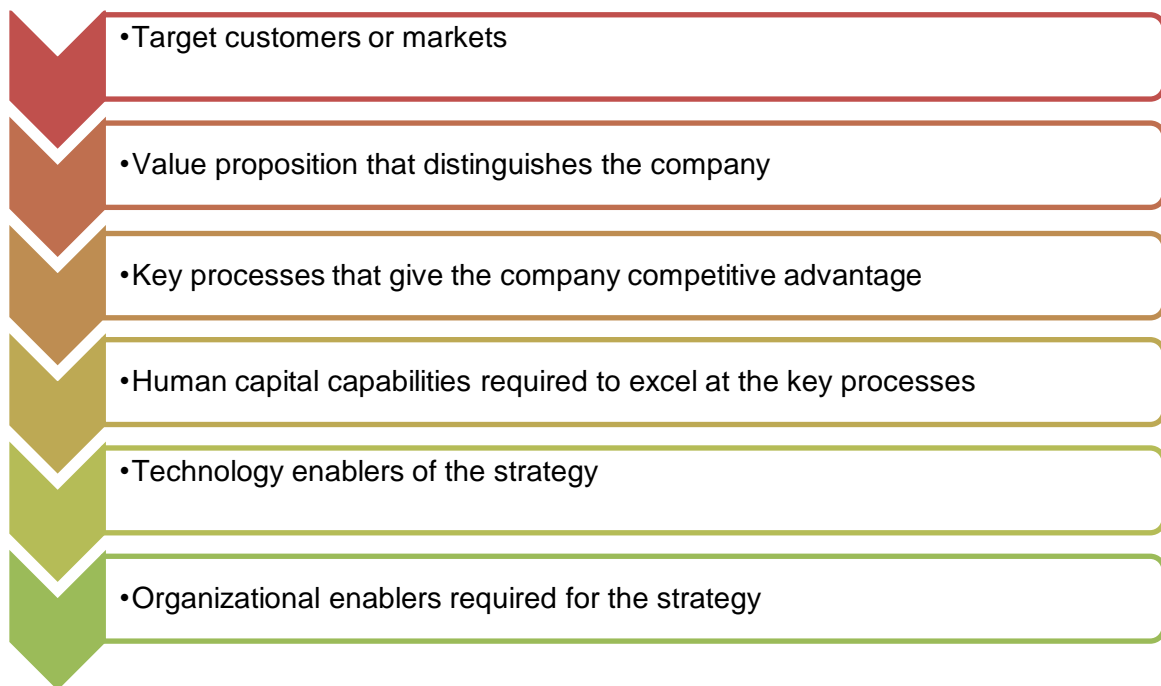 •Target customers or markets
•Value proposition that distinguishes the company
•Key processes that give the company competitive advantage
•Human capital capabilities required to excel at the key processes
•Technology enablers of the strategy
•Organizational enablers required for the strategy